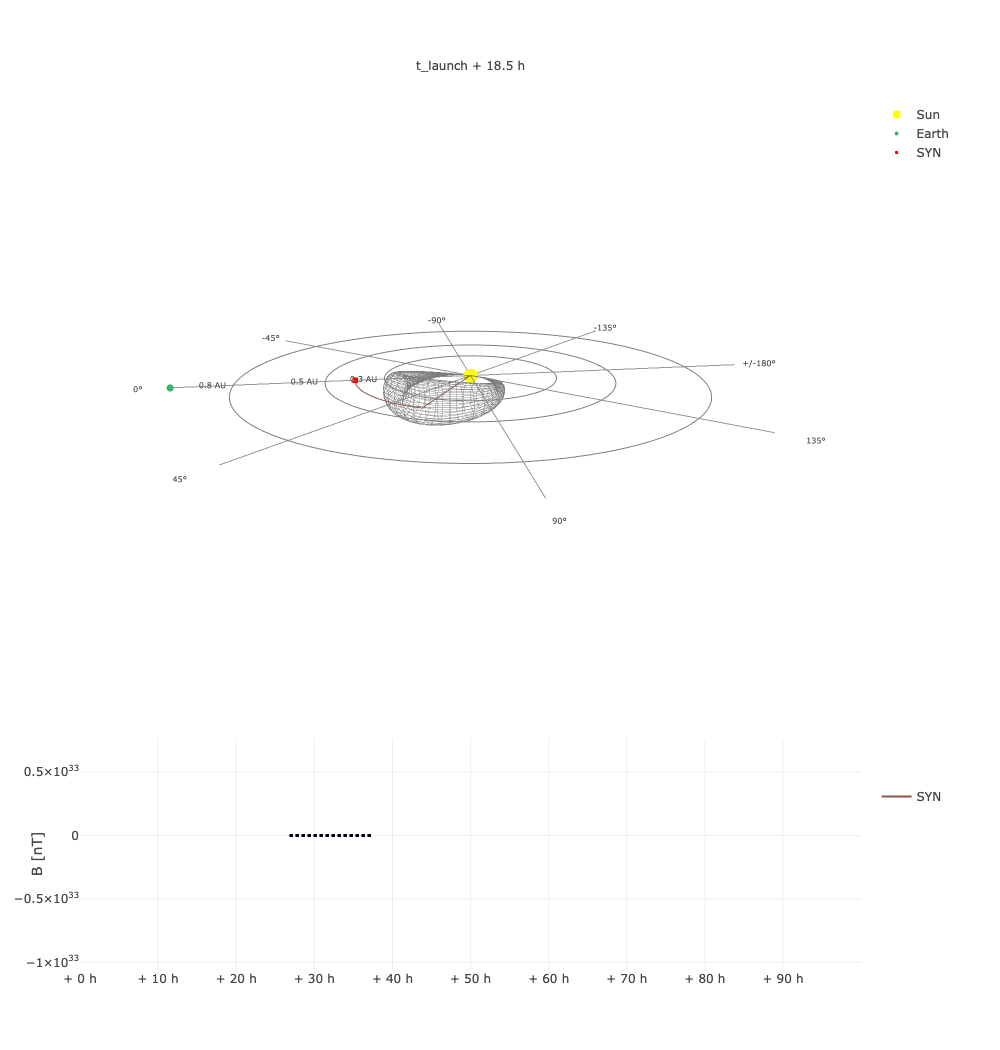 t_launch + 18.5 h
Sun
Earth
SYN
-90°
-135°
-45°
+/-180°
0°
0.8 AU
0.5 AU
0.3 AU
135°
45°
90°
0.5×10³³
0
−0.5×10³³
−1×10³³
B [nT]
SYN
+ 0 h + 10 h + 20 h + 30 h + 40 h + 50 h + 60 h + 70 h + 80 h + 90 h